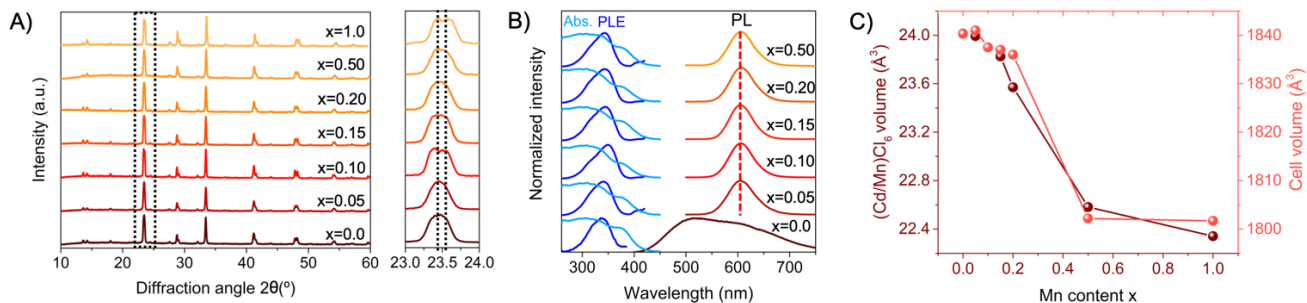 A)
Intensity (a.u.)
x=1.0
x=0.50
x=0.20
x=0.15
x=0.10
x=0.05
x=0.0
10 20 30 40 50 60
Diffraction angle 2θ(º)
23.0 23.5 24.0
B)
Normalized intensity
Abs. PLE PL
x=0.50
x=0.20
x=0.15
x=0.10
x=0.05
x=0.0
300 400 500 600 700
Wavelength (nm)
C)
(Cd/Mn)Cl6 volume (Å3)
24.0
23.6
23.2
22.8
22.4
0.0 0.2 0.4 0.6 0.8 1.0
Mn content x
1840
1830
1820
1810
1800
Cell volume (Å3)